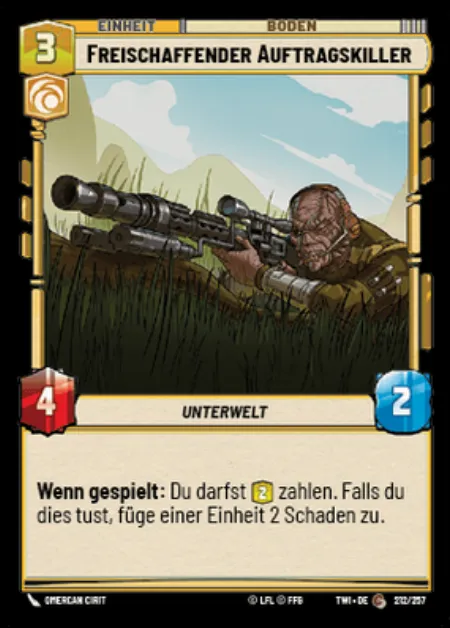 EINHEIT BODEN
3 FREISCHAFFENDER AUFTRAGSKILLER
4 UNTERWELT 2
Wenn gespielt: Du darfst 2 zahlen. Falls du
dies tust, füge einer Einheit 2 Schaden zu.
OMERCAN CIRIT © LFL © FFG TWI • DE C 212/257